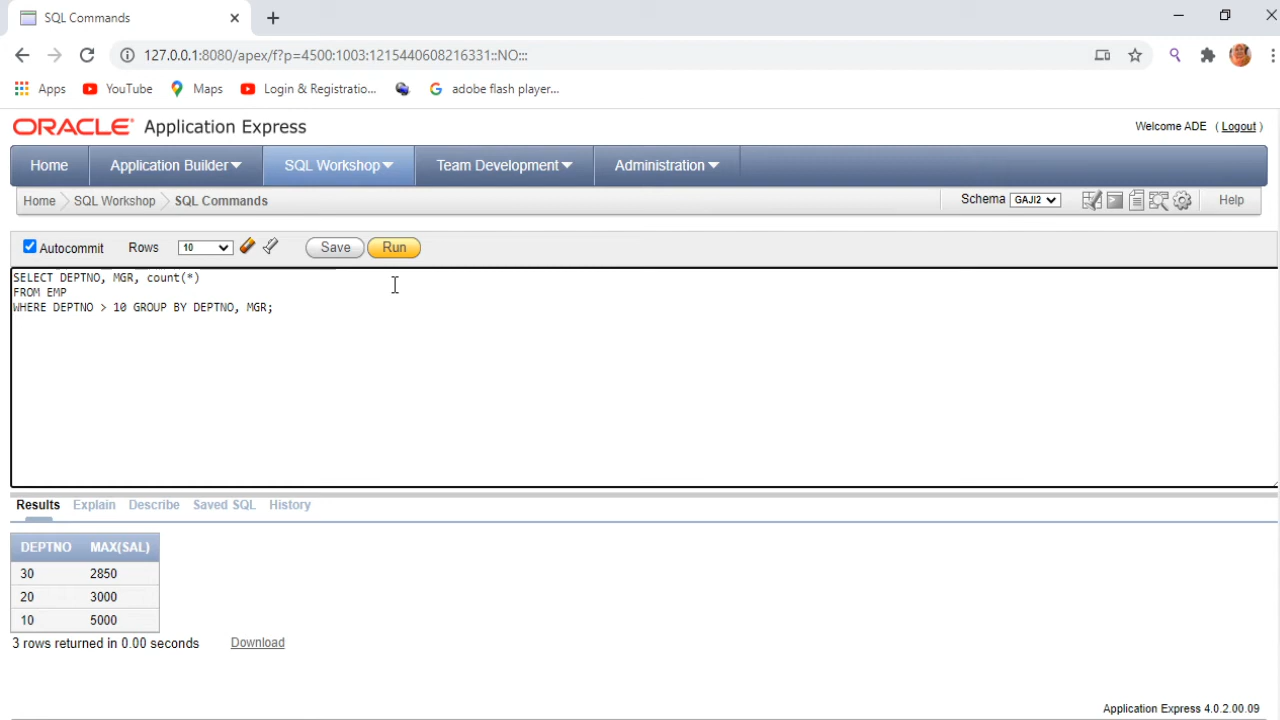 SQL Commands
127.0.0.1:8080/apex/f?p=4500:1003:1215440608216331::NO:::
Apps YouTube Maps Login & Registratio... adobe flash player...
ORACLE Application Express
Welcome ADE ( Logout )
Home Application Builder SQL Workshop Team Development Administration
Home SQL Workshop SQL Commands Schema GAJI2 Help
Autocommit Rows 10 Save Run
SELECT DEPTNO, MGR, count(*)
FROM EMP
WHERE DEPTNO > 10 GROUP BY DEPTNO, MGR;
Results Explain Describe Saved SQL History
DEPTNO MAX(SAL)
30 2850
20 3000
10 5000
3 rows returned in 0.00 seconds Download
Application Express 4.0.2.00.09